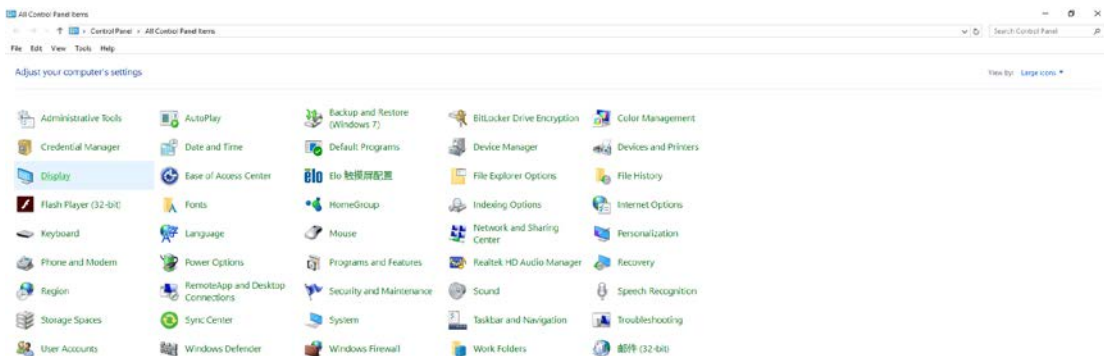 All Control Panel Items
Control Panel › All Control Panel Items
Search Control Panel
File Edit View Tools Help
Adjust your computer's settings
View by: Large icons
Administrative Tools
AutoPlay
Backup and Restore
(Windows 7)
BitLocker Drive Encryption
Color Management
Credential Manager
Date and Time
Default Programs
Device Manager
Devices and Printers
Display
Ease of Access Center
elo
Elo 触摸屏配置
File Explorer Options
File History
Flash Player (32-bit)
Fonts
HomeGroup
Indexing Options
Internet Options
Keyboard
Language
Mouse
Network and Sharing
Center
Personalization
Phone and Modem
Power Options
Programs and Features
Realtek HD Audio Manager
Recovery
Region
RemoteApp and Desktop
Connections
Security and Maintenance
Sound
Speech Recognition
Storage Spaces
Sync Center
System
Taskbar and Navigation
Troubleshooting
User Accounts
Windows Defender
Windows Firewall
Work Folders
邮件 (32-bit)